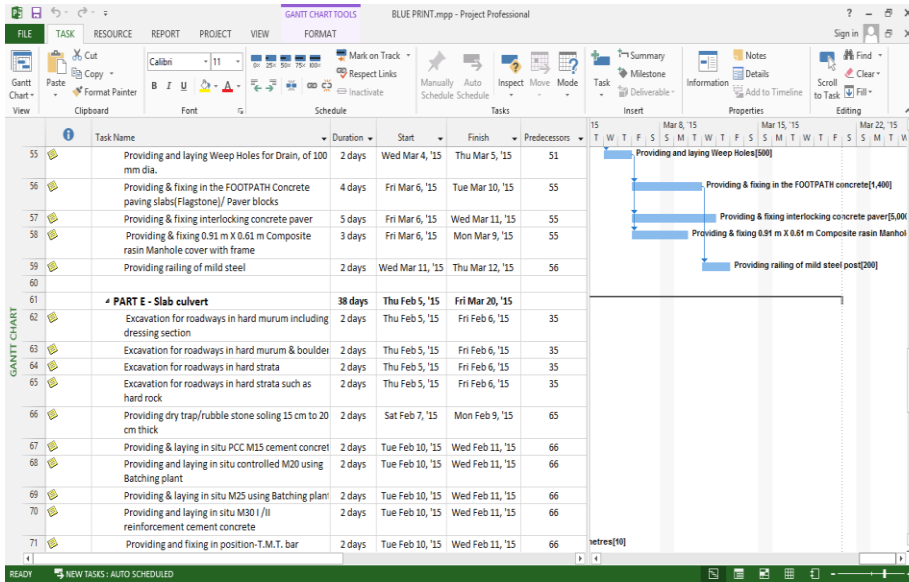 GANTT CHART TOOLS
BLUE PRINT.mpp - Project Professional
?
FILE TASK RESOURCE REPORT PROJECT VIEW FORMAT
Sign in
Gantt Chart
View
Paste
Cut
Copy
Format Painter
Clipboard
Calibri 11
B I U A
Font
0% 25% 50% 75% 100%
Mark on Track
Respect Links
Inactivate
Schedule
Manually Schedule
Auto Schedule
Inspect
Move
Mode
Tasks
Task
Summary
Milestone
Deliverable
Insert
Information
Notes
Details
Add to Timeline
Properties
Scroll to Task
Find
Clear
Fill
Editing
Task Name Duration Start Finish Predecessors
'15 Mar 8, '15 Mar 15, '15 Mar 22, '15
T W T F S S M T W T F S S M T W T F S S M T W
55 Providing and laying Weep Holes for Drain, of 100 2 days Wed Mar 4, '15 Thu Mar 5, '15 51
mm dia.
56 Providing & fixing in the FOOTPATH Concrete 4 days Fri Mar 6, '15 Tue Mar 10, '15 55
paving slabs(Flagstone)/ Paver blocks
57 Providing & fixing interlocking concrete paver 5 days Fri Mar 6, '15 Wed Mar 11, '15 55
58 Providing & fixing 0.91 m X 0.61 m Composite 3 days Fri Mar 6, '15 Mon Mar 9, '15 55
rasin Manhole cover with frame
59 Providing railing of mild steel 2 days Wed Mar 11, '15 Thu Mar 12, '15 56
60
61 PART E - Slab culvert 38 days Thu Feb 5, '15 Fri Mar 20, '15
62 Excavation for roadways in hard murum including 2 days Thu Feb 5, '15 Fri Feb 6, '15 35
dressing section
63 Excavation for roadways in hard murum & boulder 2 days Thu Feb 5, '15 Fri Feb 6, '15 35
64 Excavation for roadways in hard strata 2 days Thu Feb 5, '15 Fri Feb 6, '15 35
65 Excavation for roadways in hard strata such as 2 days Thu Feb 5, '15 Fri Feb 6, '15 35
hard rock
66 Providing dry trap/rubble stone soling 15 cm to 20 2 days Sat Feb 7, '15 Mon Feb 9, '15 65
cm thick
67 Providing & laying in situ PCC M15 cement concret 2 days Tue Feb 10, '15 Wed Feb 11, '15 66
68 Providing and laying in situ controlled M20 using 2 days Tue Feb 10, '15 Wed Feb 11, '15 66
Batching plant
69 Providing & laying in situ M25 using Batching plant 2 days Tue Feb 10, '15 Wed Feb 11, '15 66
70 Providing and laying in situ M30 I /II 2 days Tue Feb 10, '15 Wed Feb 11, '15 66
reinforcement cement concrete
71 Providing and fixing in position-T.M.T. bar 2 days Tue Feb 10, '15 Wed Feb 11, '15 66
Providing and laying Weep Holes[500]
Providing & fixing in the FOOTPATH concrete[1,400]
Providing & fixing interlocking concrete paver[5,000
Providing & fixing 0.91 m X 0.61 m Composite rasin Manhol
Providing railing of mild steel post[200]
metres[10]
GANTT CHART
READY NEW TASKS : AUTO SCHEDULED